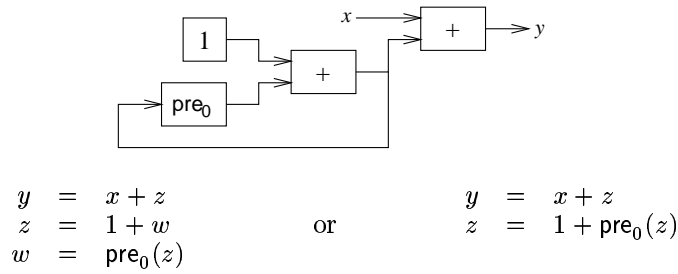 x
+
y
1
+
pre₀
y = x + z
z = 1 + w
w = pre₀(z)
or
y = x + z
z = 1 + pre₀(z)